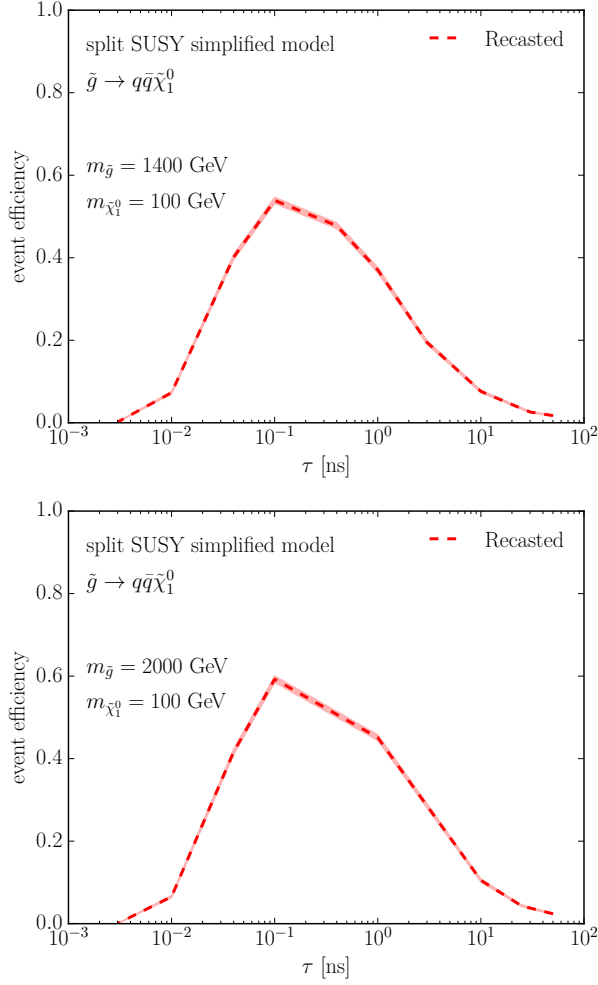 1.0
split SUSY simplified model
Recasted
g̃ → qq̄χ̃₁⁰
0.8
m_g̃ = 1400 GeV
0.6
m_χ̃₁⁰ = 100 GeV
event efficiency
0.4
0.2
0.0
10⁻³ 10⁻² 10⁻¹ 10⁰ 10¹ 10²
τ [ns]
1.0
split SUSY simplified model
Recasted
g̃ → qq̄χ̃₁⁰
0.8
m_g̃ = 2000 GeV
0.6
m_χ̃₁⁰ = 100 GeV
event efficiency
0.4
0.2
0.0
10⁻³ 10⁻² 10⁻¹ 10⁰ 10¹ 10²
τ [ns]